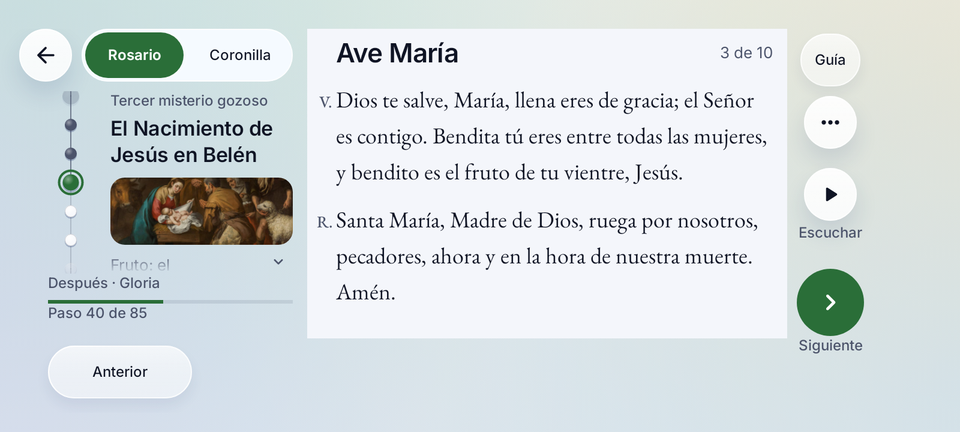 Rosario
Coronilla
Tercer misterio gozoso
El Nacimiento de
Jesús en Belén
Fruto: el
Después · Gloria
Paso 40 de 85
Anterior
Ave María
3 de 10
V. Dios te salve, María, llena eres de gracia; el Señor
es contigo. Bendita tú eres entre todas las mujeres,
y bendito es el fruto de tu vientre, Jesús.
R. Santa María, Madre de Dios, ruega por nosotros,
pecadores, ahora y en la hora de nuestra muerte.
Amén.
Guía
Escuchar
Siguiente